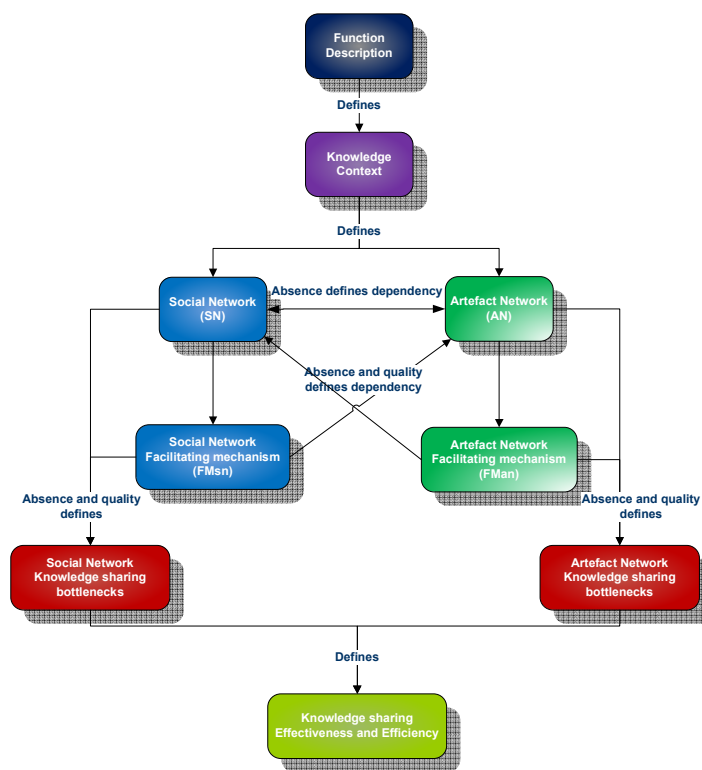 Function
Description
Defines
Knowledge
Context
Defines
Social Network
(SN)
Absence defines dependency
Artefact Network
(AN)
Absence and quality
defines dependency
Social Network
Facilitating mechanism
(FMsn)
Artefact Network
Facilitating mechanism
(FMan)
Absence and quality
defines
Absence and quality
defines
Social Network
Knowledge sharing
bottlenecks
Artefact Network
Knowledge sharing
bottlenecks
Defines
Knowledge sharing
Effectiveness and Efficiency